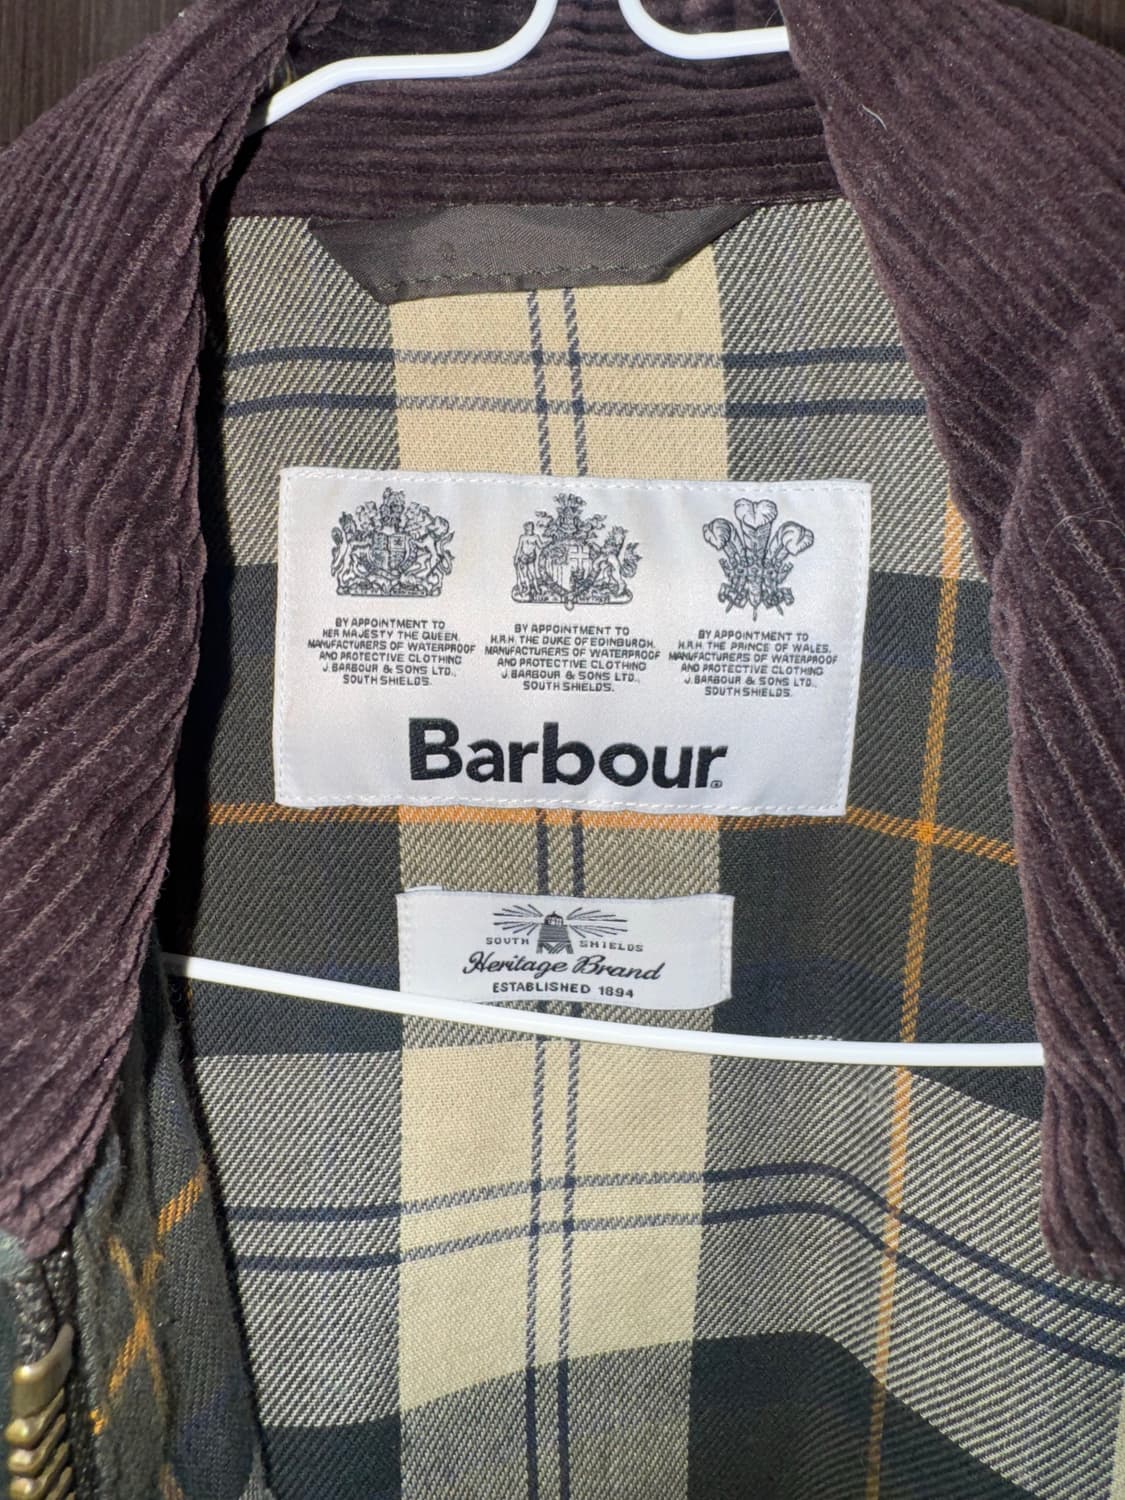 BY APPOINTMENT TO
HER MAJESTY THE QUEEN.
MANUFACTURERS OF WATERPROOF
AND PROTECTIVE CLOTHING
J. BARBOUR & SONS LTD.,
SOUTH SHIELDS.
BY APPOINTMENT TO
H.R.H. THE DUKE OF EDINBURGH.
MANUFACTURERS OF WATERPROOF
AND PROTECTIVE CLOTHING
J. BARBOUR & SONS LTD.,
SOUTH SHIELDS.
BY APPOINTMENT TO
H.R.H. THE PRINCE OF WALES.
MANUFACTURERS OF WATERPROOF
AND PROTECTIVE CLOTHING
J. BARBOUR & SONS LTD.,
SOUTH SHIELDS.
Barbour®
SOUTH SHIELDS
Heritage Brand
ESTABLISHED 1894